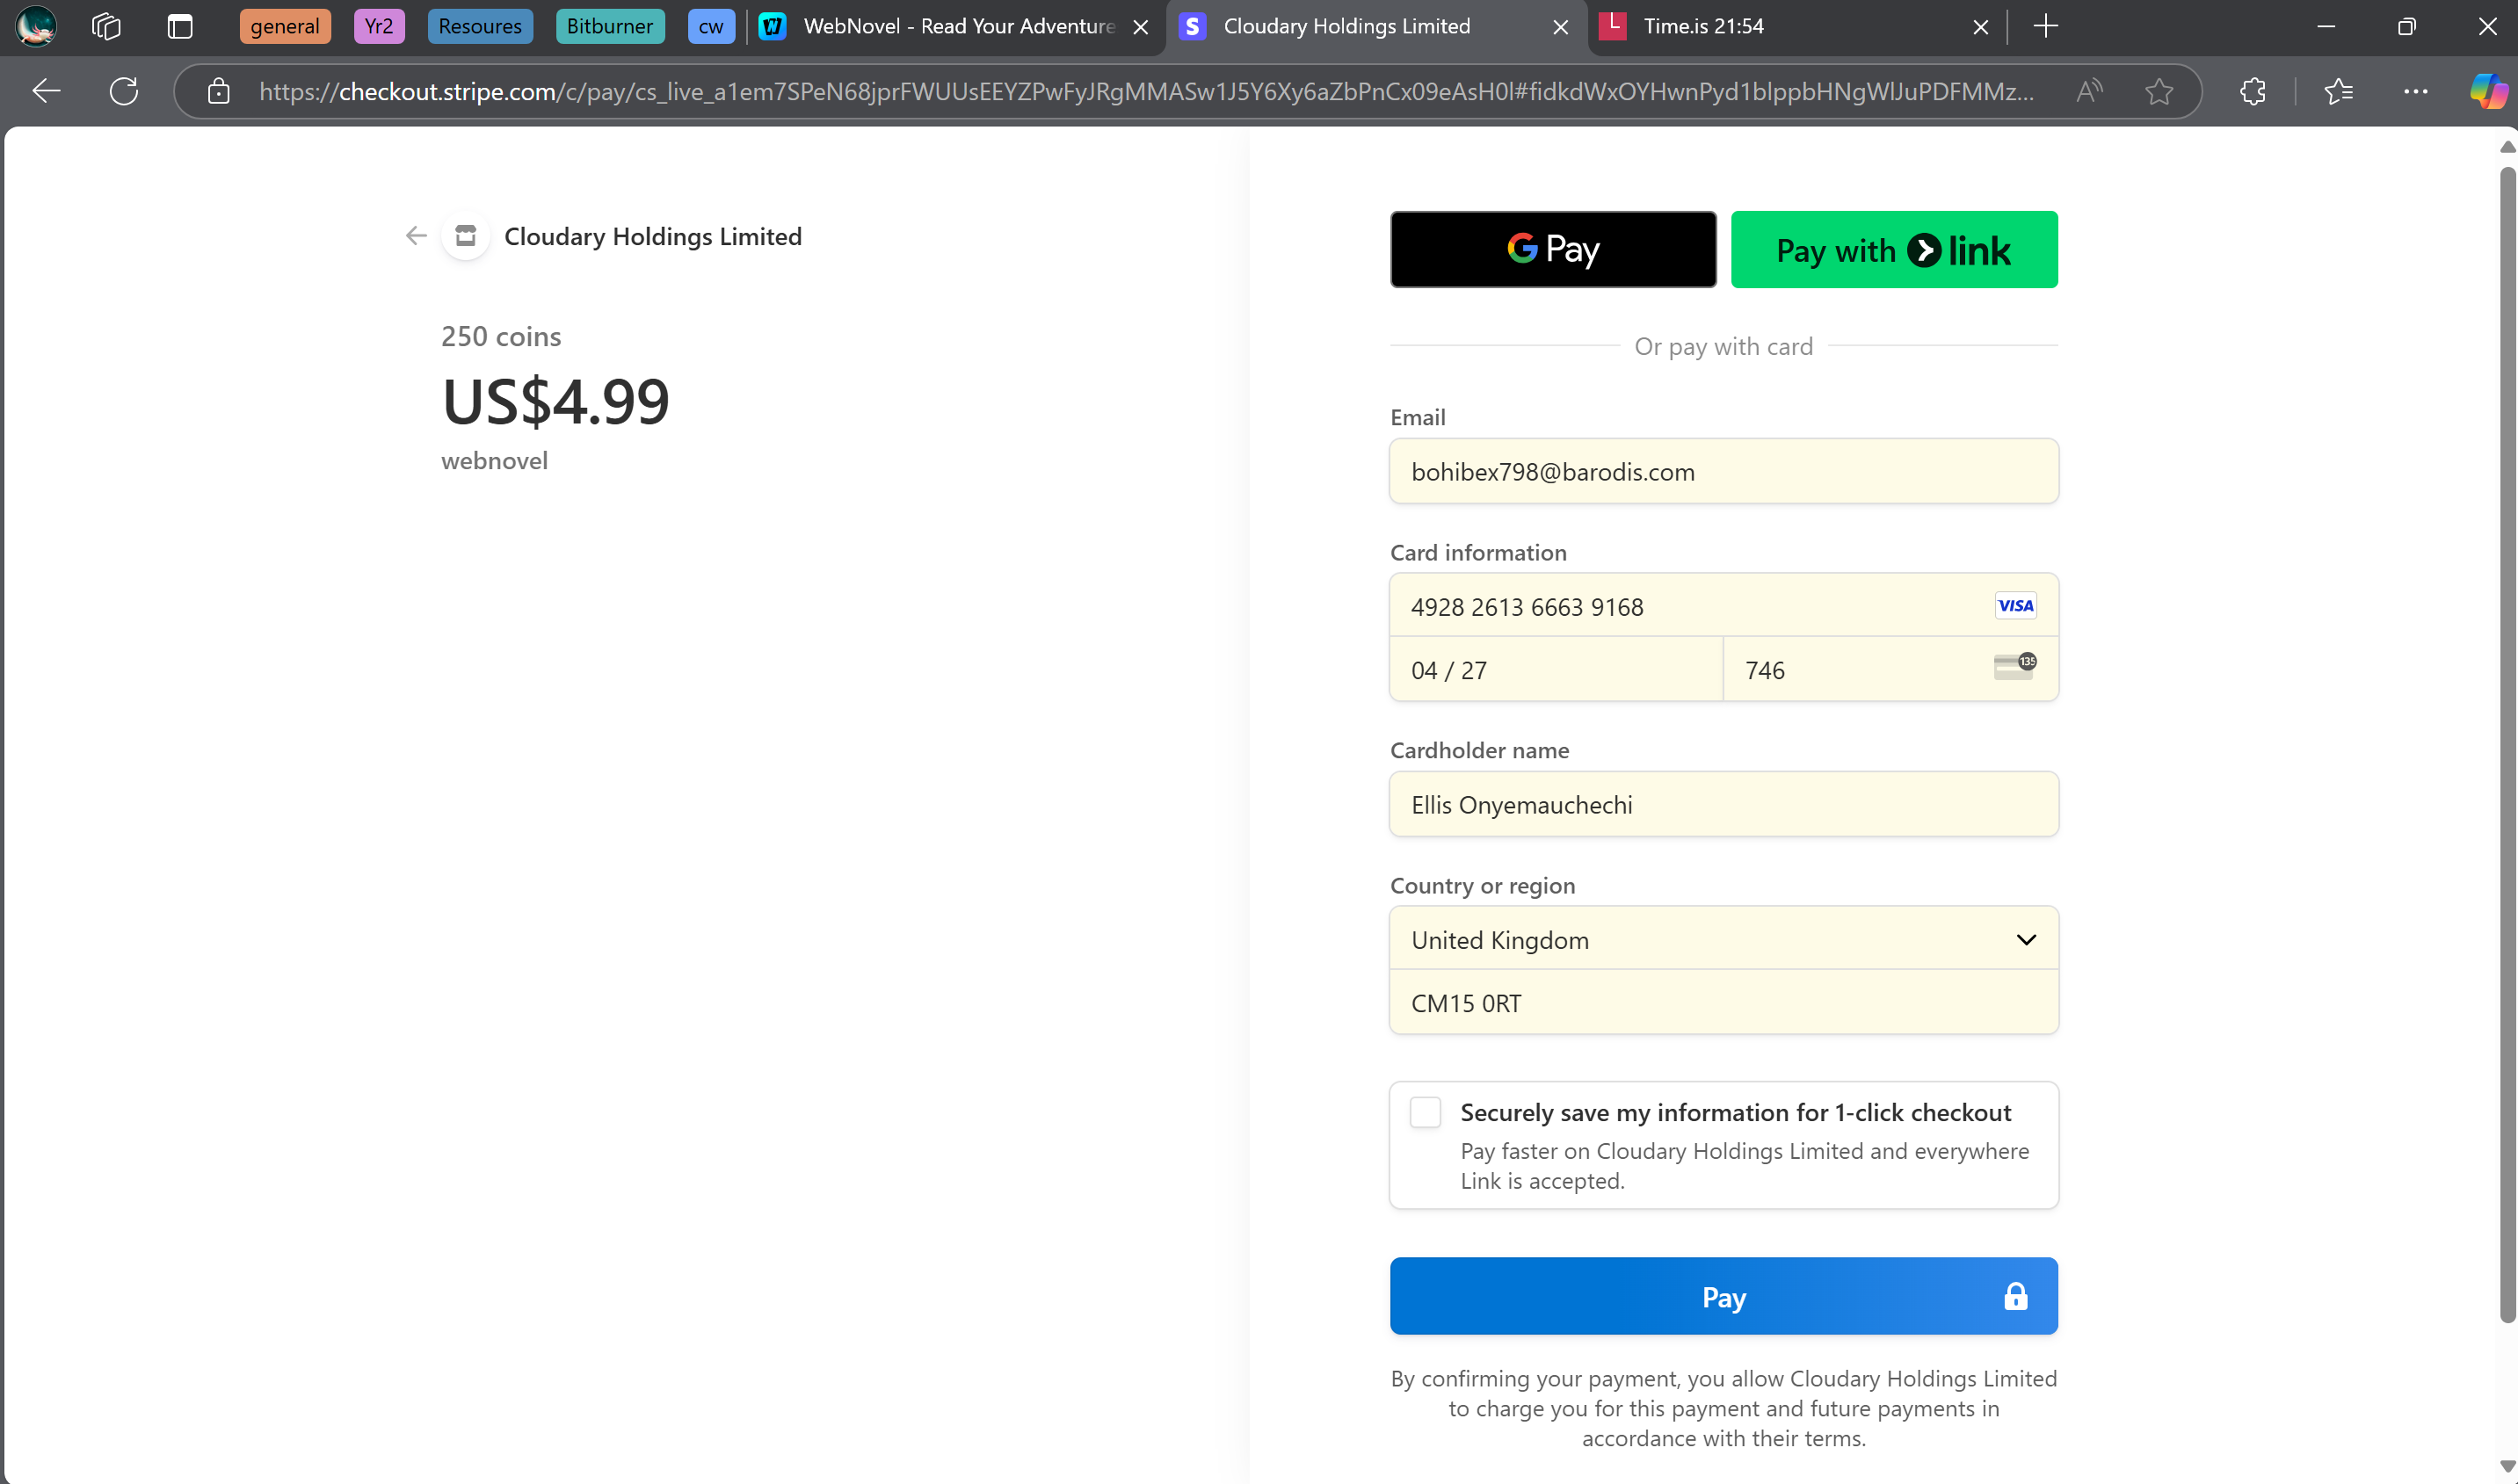 general
Yr2
Resoures
Bitburner
cw
WebNovel - Read Your Adventure
Cloudary Holdings Limited
Time.is 21:54
https://checkout.stripe.com/c/pay/cs_live_a1em7SPeN68jprFWUUsEEYZPwFyJRgMMASw1J5Y6Xy6aZbPnCx09eAsH0l#fidkdWxOYHwnPyd1blppbHNgWlJuPDFMMz...
Cloudary Holdings Limited
250 coins
US$4.99
webnovel
G Pay
Pay with link
Or pay with card
Email
bohibex798@barodis.com
Card information
4928 2613 6663 9168
VISA
04 / 27
746
135
Cardholder name
Ellis Onyemauchechi
Country or region
United Kingdom
CM15 0RT
Securely save my information for 1-click checkout
Pay faster on Cloudary Holdings Limited and everywhere
Link is accepted.
Pay
By confirming your payment, you allow Cloudary Holdings Limited
to charge you for this payment and future payments in
accordance with their terms.